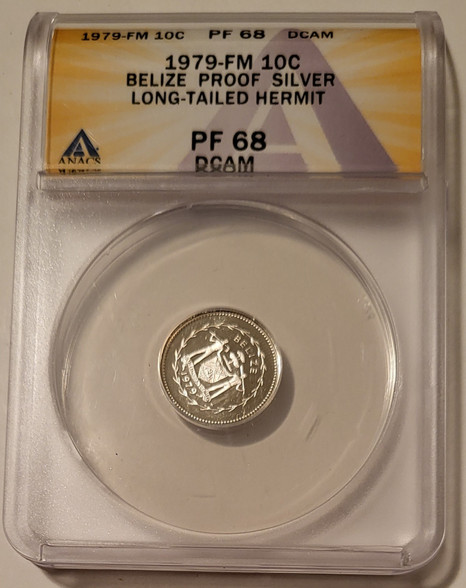 1979-FM 10C PF 68 DCAM
1979-FM 10C
BELIZE PROOF SILVER
LONG-TAILED HERMIT
PF 68
DCAM
ANACS
BELIZE
1979